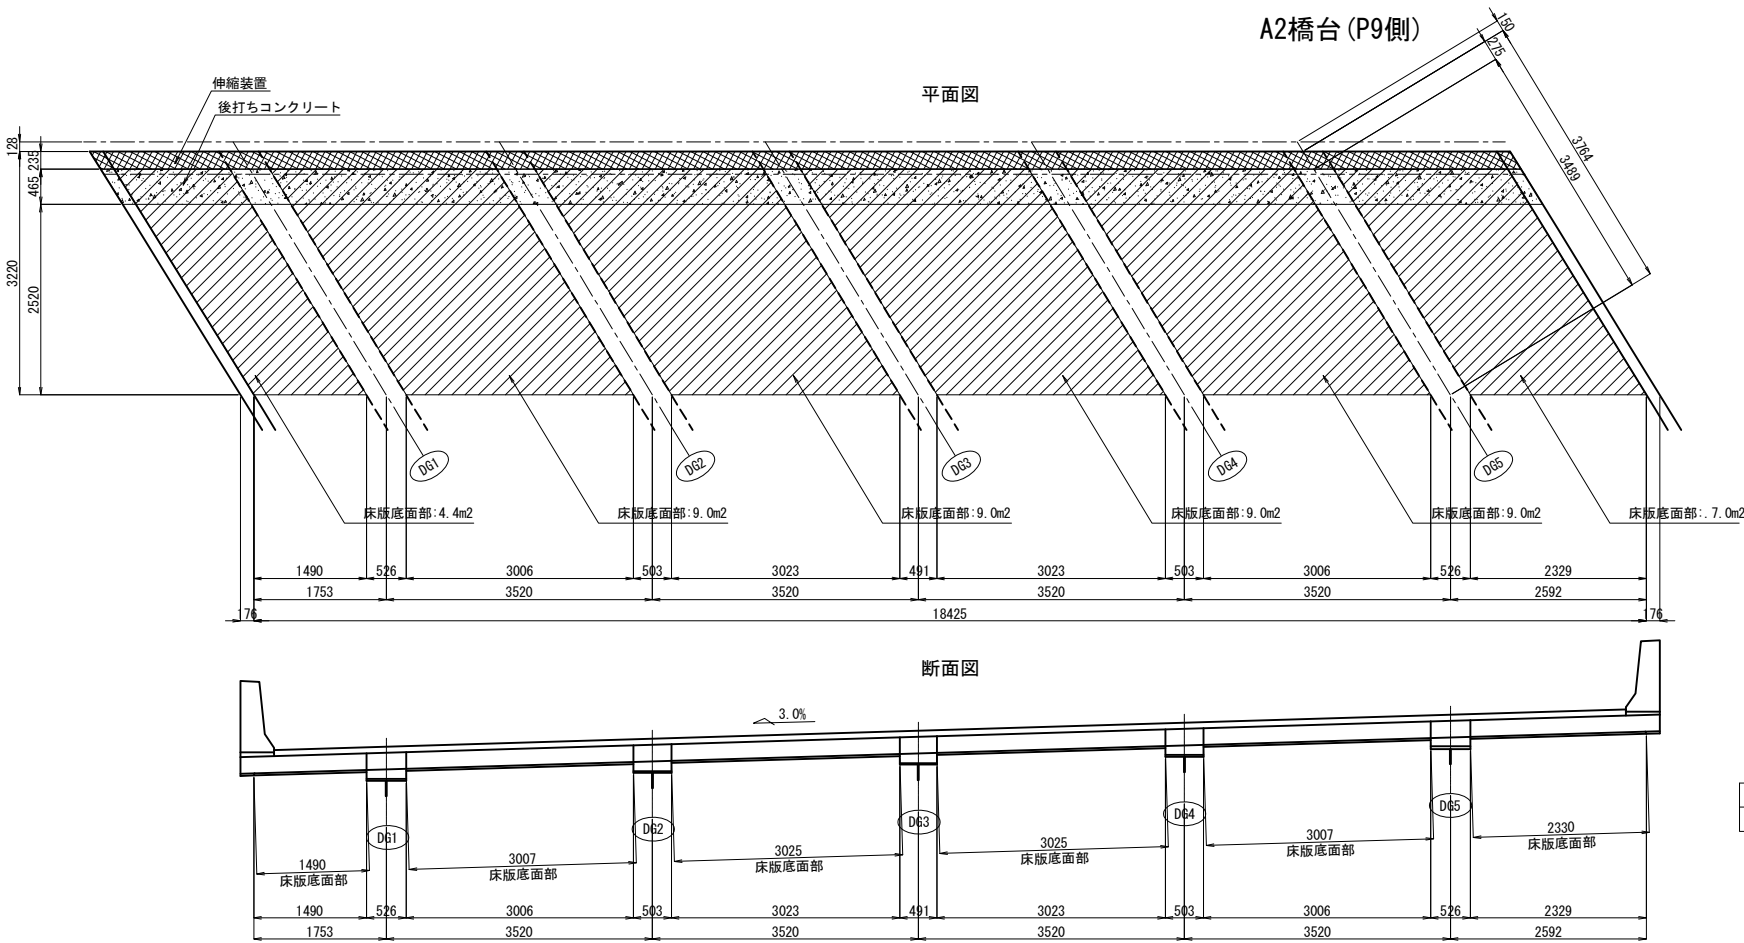 A2橋台(P9側)
150
275
3764
3489
平面図
伸縮装置
後打ちコンクリート
128
235
465
3220
2520
DG1
DG2
DG3
DG4
DG5
床版底面部:4.4m2
床版底面部:9.0m2
床版底面部:9.0m2
床版底面部:9.0m2
床版底面部:9.0m2
床版底面部:.7.0m2
1490 526 3006 503 3023 491 3023 503 3006 526 2329
1753 3520 3520 3520 3520 2592
176 18425 176
断面図
3.0%
DG1
DG2
DG3
DG4
DG5
1490
床版底面部
3007
床版底面部
3025
床版底面部
3025
床版底面部
3007
床版底面部
2330
床版底面部
1490 526 3006 503 3023 491 3023 503 3006 526 2329
1753 3520 3520 3520 3520 2592